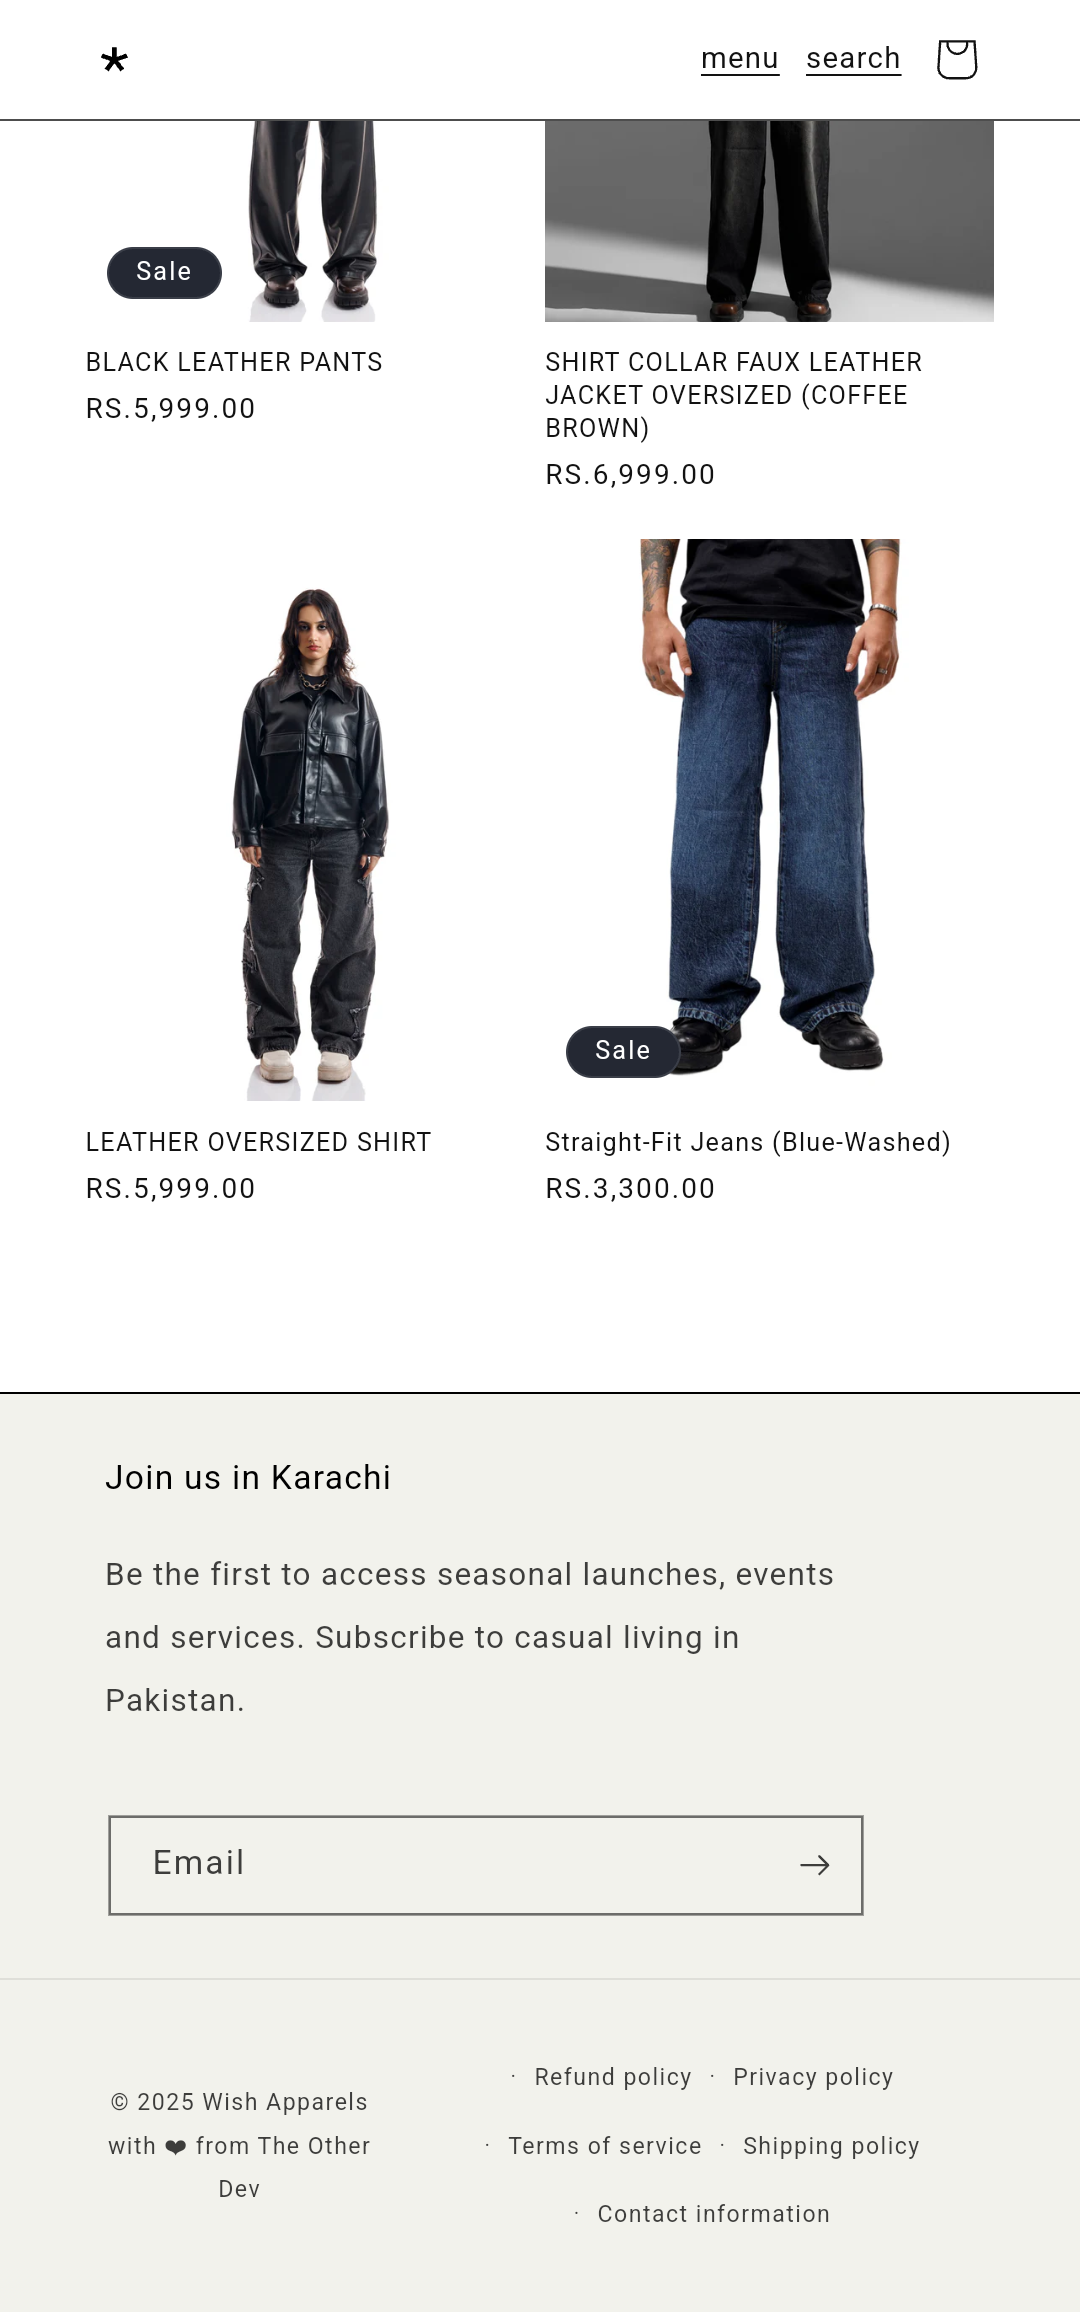 *
menu search
Sale
BLACK LEATHER PANTS
RS.5,999.00
SHIRT COLLAR FAUX LEATHER
JACKET OVERSIZED (COFFEE
BROWN)
RS.6,999.00
LEATHER OVERSIZED SHIRT
RS.5,999.00
Sale
Straight-Fit Jeans (Blue-Washed)
RS.3,300.00
Join us in Karachi
Be the first to access seasonal launches, events
and services. Subscribe to casual living in
Pakistan.
Email
© 2025 Wish Apparels
with ❤ from The Other
Dev
· Refund policy · Privacy policy
· Terms of service · Shipping policy
· Contact information